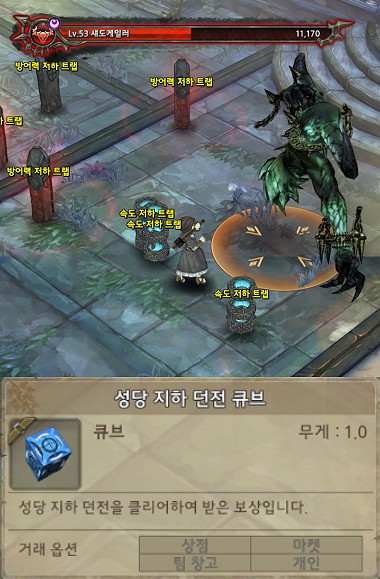 Lv.53 섀도게일러 11,170
방어력 저하 트랩
방어력 저하 트랩
하 트랩
방어력 저하 트랩
속도 저하 트랩
속도 저하 트랩
속도 저하 트랩
성당 지하 던전 큐브
큐브 무게 : 1.0
성당 지하 던전을 클리어하여 받은 보상입니다.
거래 옵션 상점 마켓
팀 창고 개인